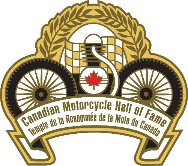 Canadian Motorcycle Hall of Fame
Temple de la Renommée de la Moto du Canada